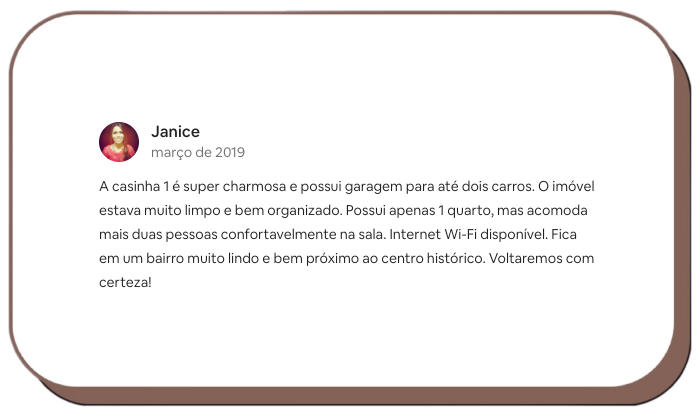 Janice
março de 2019
A casinha 1 é super charmosa e possui garagem para até dois carros. O imóvel
estava muito limpo e bem organizado. Possui apenas 1 quarto, mas acomoda
mais duas pessoas confortavelmente na sala. Internet Wi-Fi disponível. Fica
em um bairro muito lindo e bem próximo ao centro histórico. Voltaremos com
certeza!